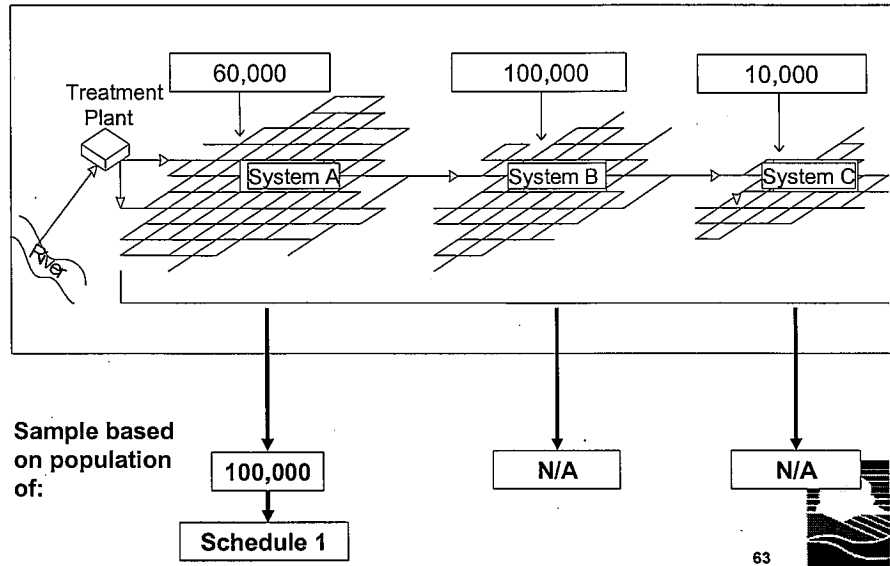 60,000
100,000
10,000
Treatment
Plant
System A
System B
System C
River
Sample based
on population
of:
100,000
N/A
N/A
Schedule 1
63